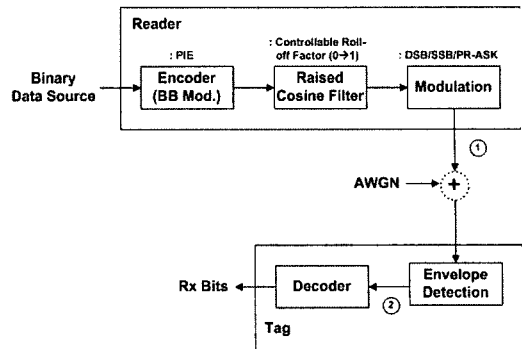 Reader
: PIE
: Controllable Roll-
off Factor (0→1)
: DSB/SSB/PR-ASK
Binary
Data Source
Encoder
(BB Mod.)
Raised
Cosine Filter
Modulation
1
AWGN
+
Rx Bits
Decoder
2
Envelope
Detection
Tag